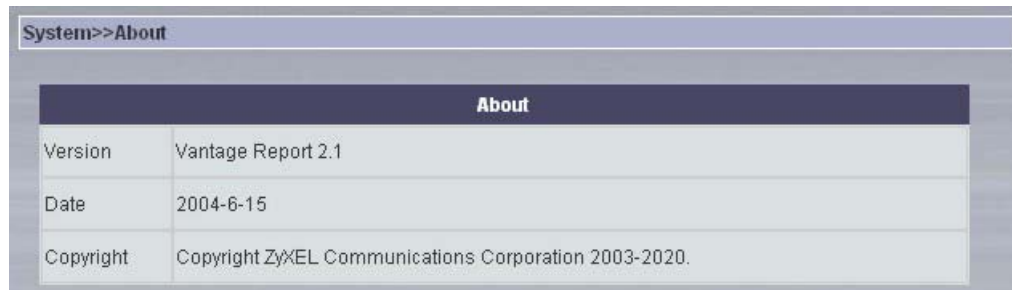 System>>About
About
Version Vantage Report 2.1
Date 2004-6-15
Copyright Copyright ZyXEL Communications Corporation 2003-2020.